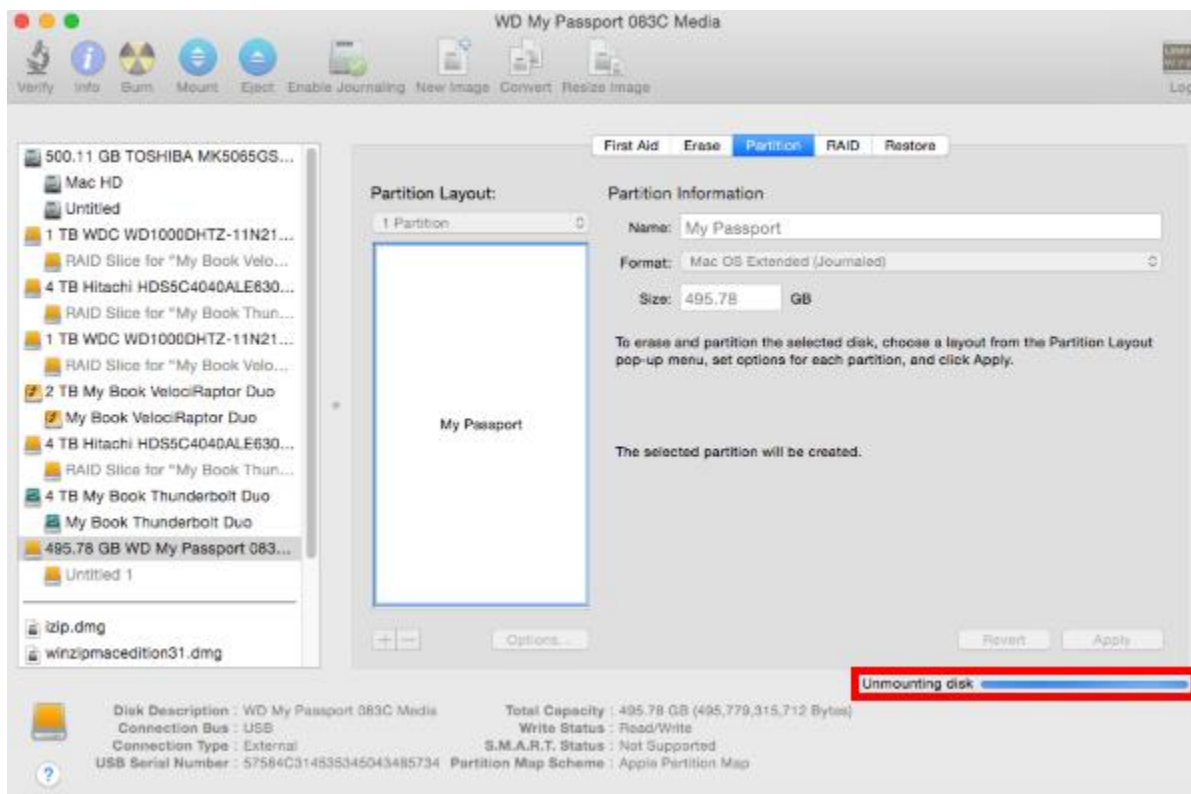 WD My Passport 083C Media
Verify Info Burn Mount Eject Enable Journaling New Image Convert Resize Image Log
500.11 GB TOSHIBA MK5065GS...
Mac HD
Untitled
1 TB WDC WD1000DHTZ-11N21...
RAID Slice for "My Book Velo...
4 TB Hitachi HDS5C4040ALE630...
RAID Slice for "My Book Thun...
1 TB WDC WD1000DHTZ-11N21...
RAID Slice for "My Book Velo...
2 TB My Book VelociRaptor Duo
My Book VelociRaptor Duo
4 TB Hitachi HDS5C4040ALE630...
RAID Slice for "My Book Thun...
4 TB My Book Thunderbolt Duo
My Book Thunderbolt Duo
495.78 GB WD My Passport 083...
Untitled 1
izip.dmg
winzipmacedition31.dmg
First Aid Erase Partition RAID Restore
Partition Layout:
1 Partition
My Passport
+ − Options...
Partition Information
Name: My Passport
Format: Mac OS Extended (Journaled)
Size: 495.78 GB
To erase and partition the selected disk, choose a layout from the Partition Layout
pop-up menu, set options for each partition, and click Apply.
The selected partition will be created.
Revert Apply
Unmounting disk
Disk Description : WD My Passport 083C Media
Connection Bus : USB
Connection Type : External
USB Serial Number : 57584C314535345043485734
Total Capacity : 495.78 GB (495,779,315,712 Bytes)
Write Status : Read/Write
S.M.A.R.T. Status : Not Supported
Partition Map Scheme : Apple Partition Map
?